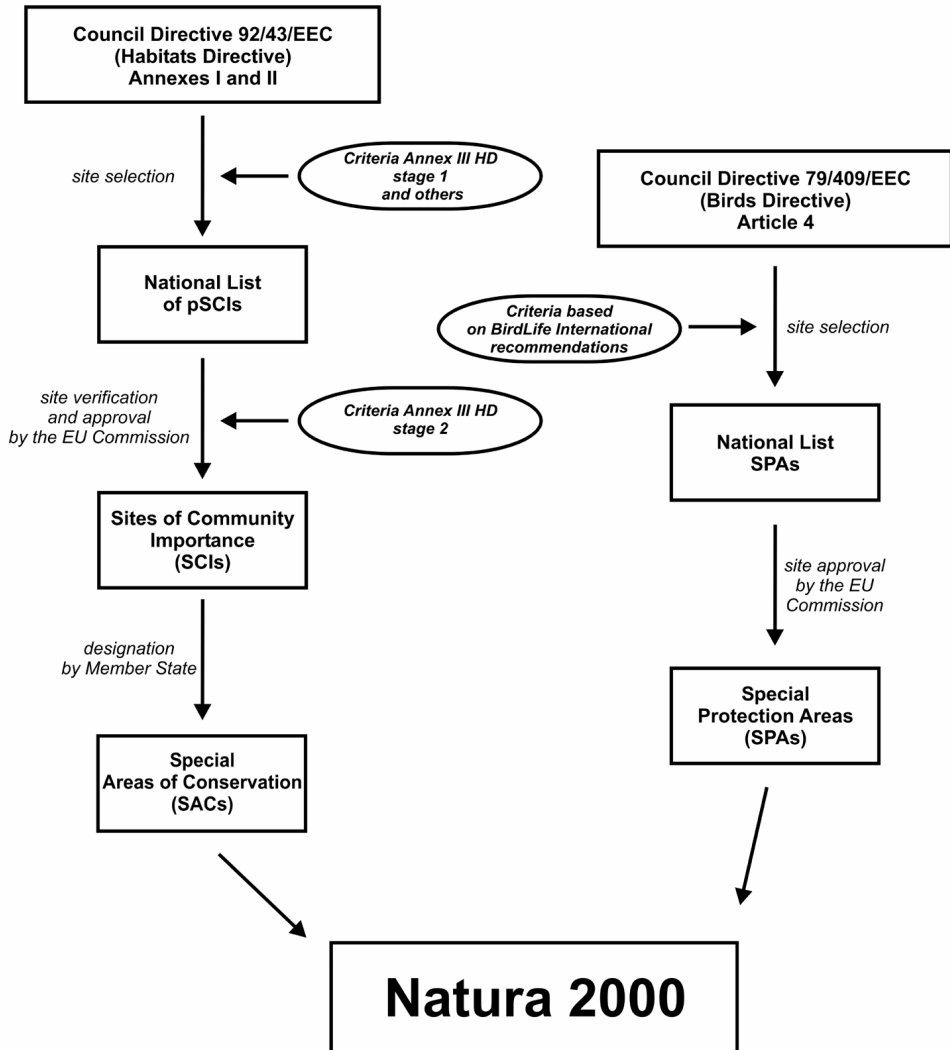 Council Directive 92/43/EEC
(Habitats Directive)
Annexes I and II
site selection
Criteria Annex III HD
stage 1
and others
National List
of pSCIs
site verification
and approval
by the EU Commission
Criteria Annex III HD
stage 2
Sites of Community
Importance
(SCIs)
designation
by Member State
Special
Areas of Conservation
(SACs)
Council Directive 79/409/EEC
(Birds Directive)
Article 4
Criteria based
on BirdLife International
recommendations
site selection
National List
SPAs
site approval
by the EU
Commission
Special
Protection Areas
(SPAs)
Natura 2000